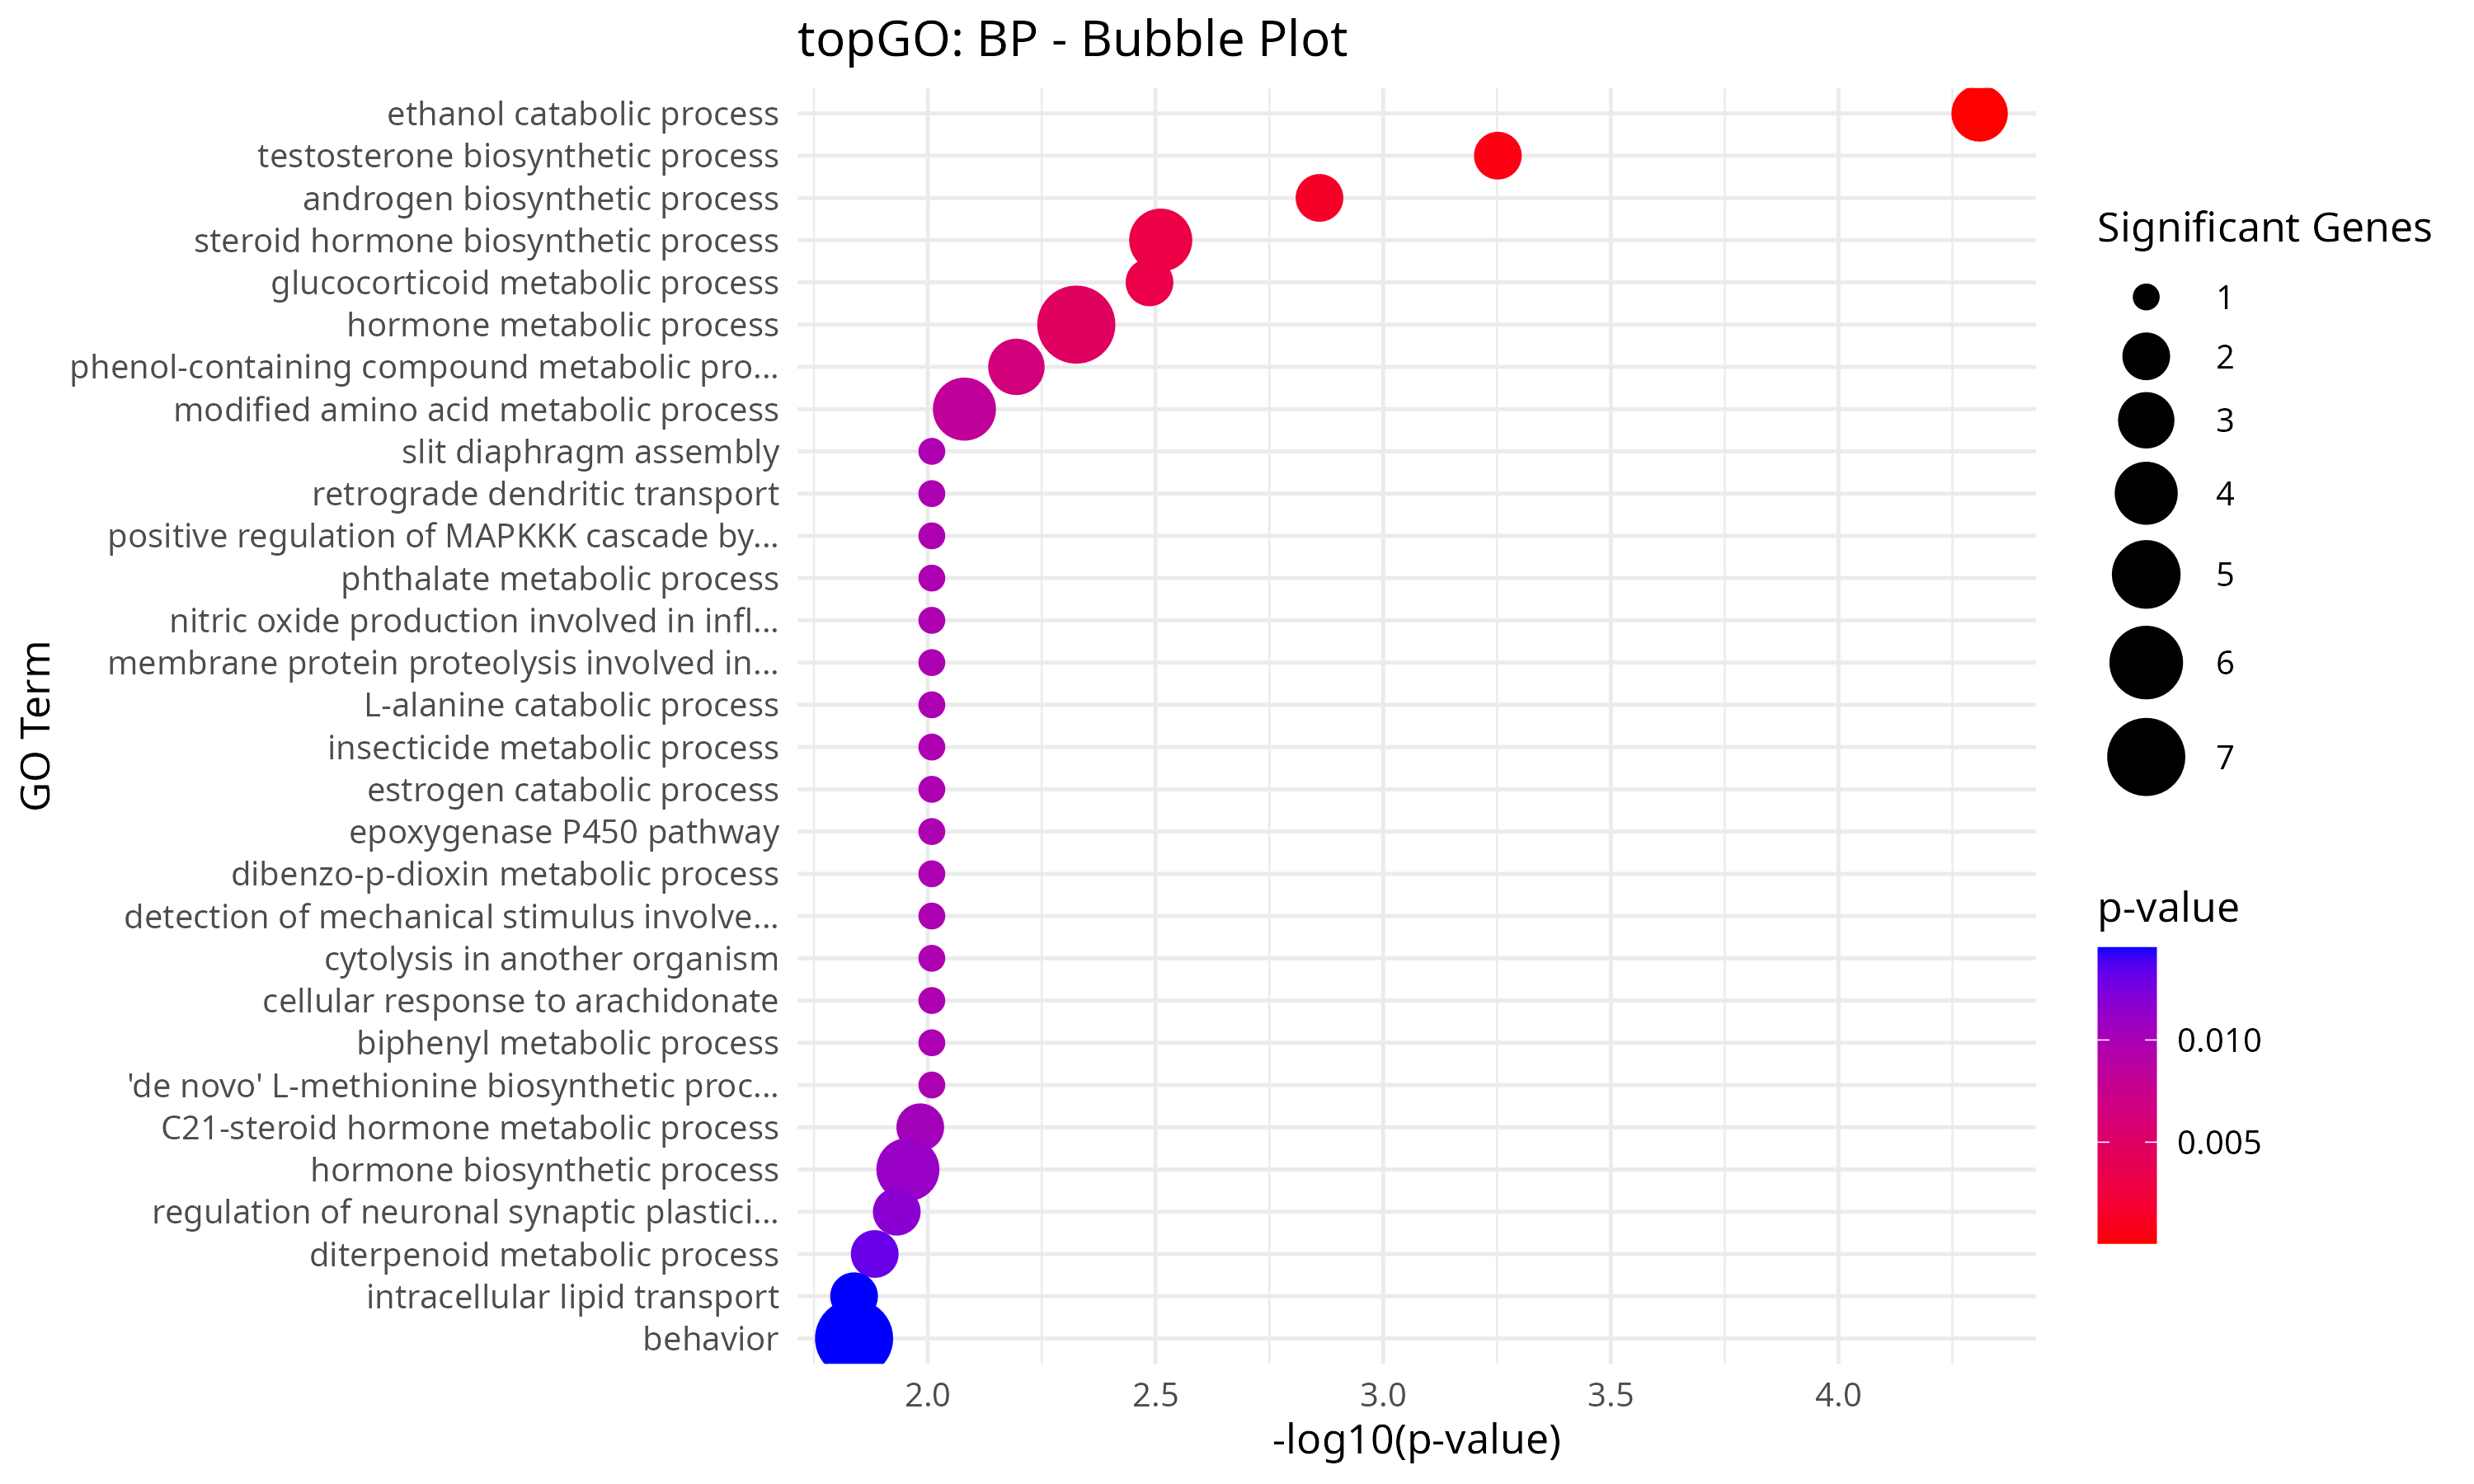 topGO: BP - Bubble Plot
GO Term
ethanol catabolic process
testosterone biosynthetic process
androgen biosynthetic process
steroid hormone biosynthetic process
glucocorticoid metabolic process
hormone metabolic process
phenol-containing compound metabolic pro...
modified amino acid metabolic process
slit diaphragm assembly
retrograde dendritic transport
positive regulation of MAPKKK cascade by...
phthalate metabolic process
nitric oxide production involved in infl...
membrane protein proteolysis involved in...
L-alanine catabolic process
insecticide metabolic process
estrogen catabolic process
epoxygenase P450 pathway
dibenzo-p-dioxin metabolic process
detection of mechanical stimulus involve...
cytolysis in another organism
cellular response to arachidonate
biphenyl metabolic process
'de novo' L-methionine biosynthetic proc...
C21-steroid hormone metabolic process
hormone biosynthetic process
regulation of neuronal synaptic plastici...
diterpenoid metabolic process
intracellular lipid transport
behavior
2.0 2.5 3.0 3.5 4.0
-log10(p-value)
Significant Genes
1
2
3
4
5
6
7
p-value
0.010
0.005